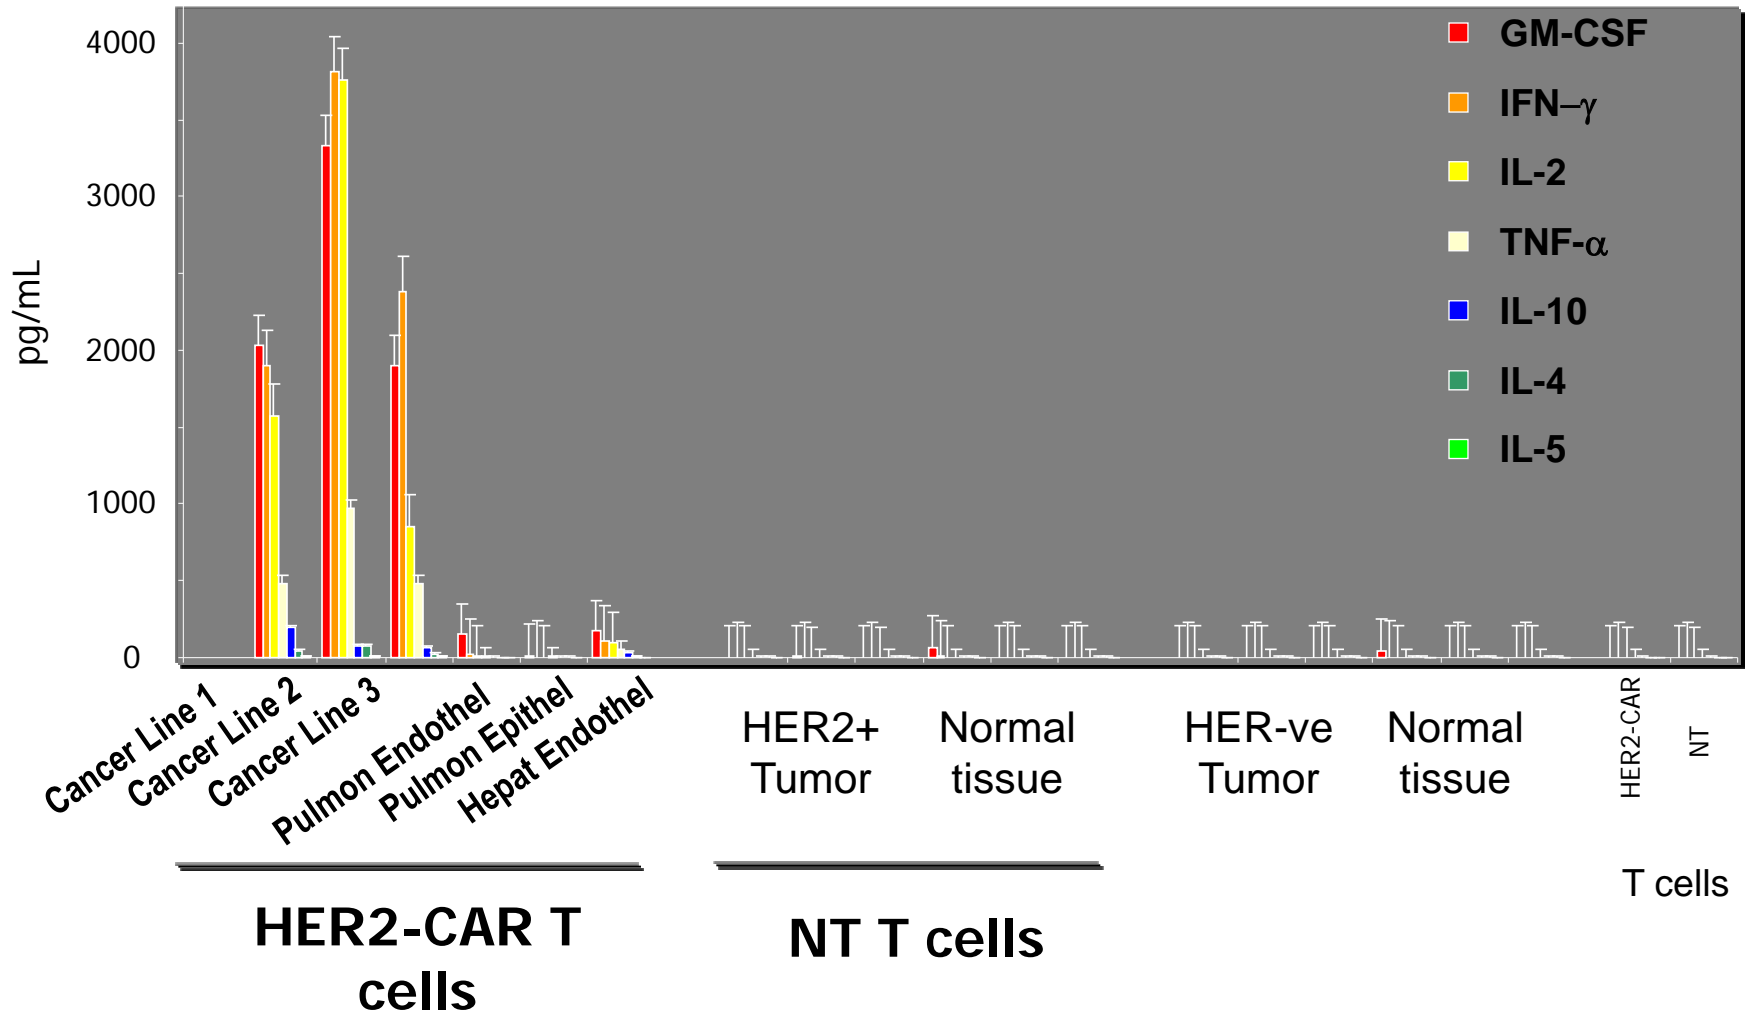 4000
3000
2000
1000
0
pg/mL
GM-CSF
IFN–γ
IL-2
TNF-α
IL-10
IL-4
IL-5
Cancer Line 1
Cancer Line 2
Cancer Line 3
Pulmon Endothel
Pulmon Epithel
Hepat Endothel
HER2+
Tumor
Normal
tissue
HER-ve
Tumor
Normal
tissue
HER2-CAR
NT
T cells
HER2-CAR T
cells
NT T cells